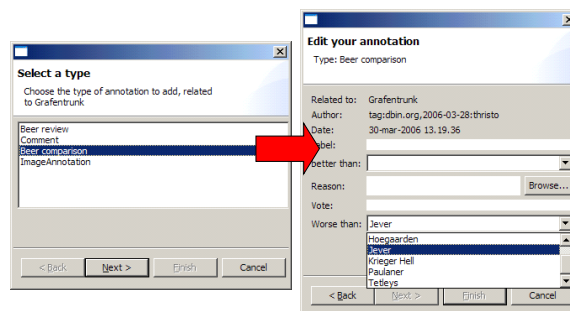 Select a type
Choose the type of annotation to add, related
to Grafentrunk
Beer review
Comment
Beer comparison
ImageAnnotation
< Back Next > Finish Cancel
Edit your annotation
Type: Beer comparison
Related to: Grafentrunk
Author: tag:dbin.org,2006-03-28:thristo
Date: 30-mar-2006 13.19.36
abel:
better than:
Reason: Browse...
Vote:
Worse than: Jever
Hoegaarden
Jever
Krieger Hell
Paulaner
Tetleys
< Back Next > Finish Cancel